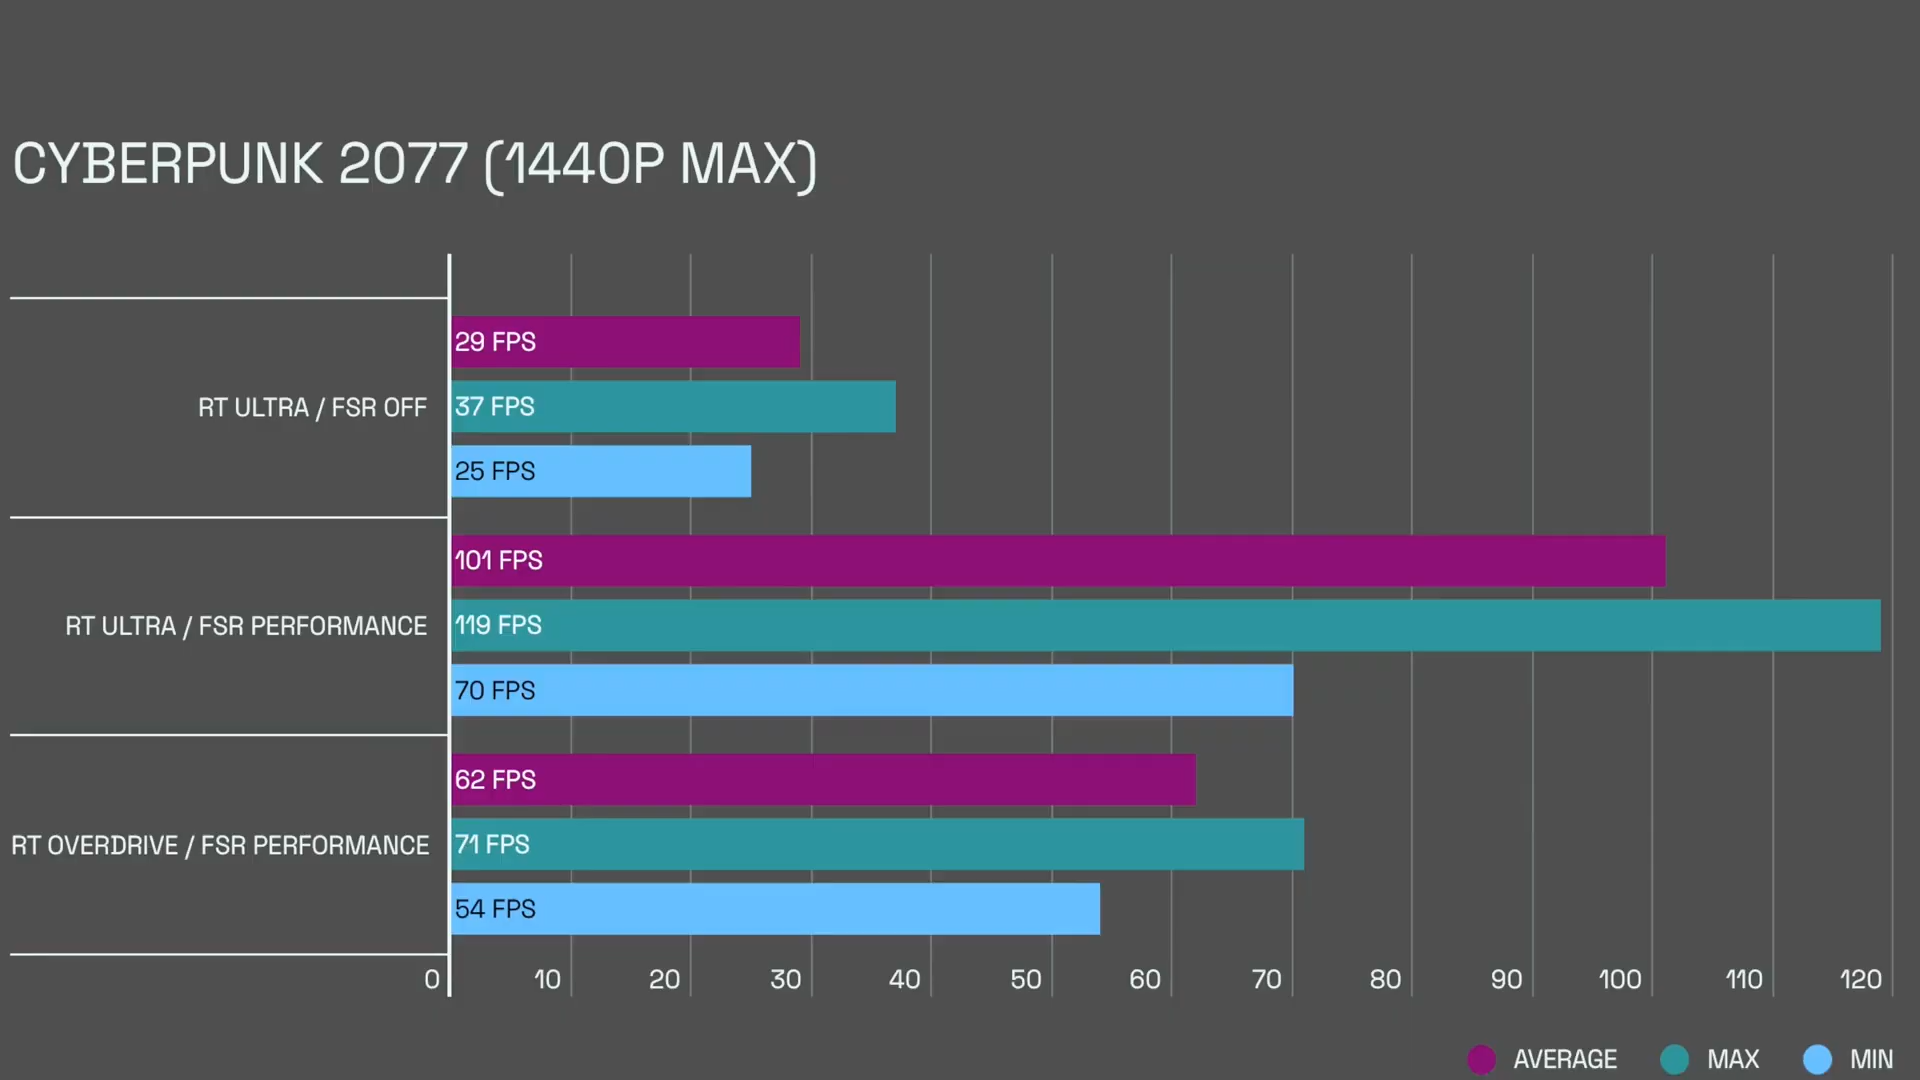 CYBERPUNK 2077 (1440P MAX)
RT ULTRA / FSR OFF
29 FPS
37 FPS
25 FPS
RT ULTRA / FSR PERFORMANCE
101 FPS
119 FPS
70 FPS
RT OVERDRIVE / FSR PERFORMANCE
62 FPS
71 FPS
54 FPS
0 10 20 30 40 50 60 70 80 90 100 110 120
AVERAGE MAX MIN